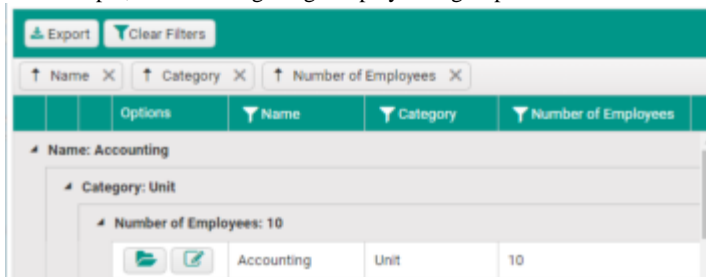 Export Clear Filters
↑ Name × ↑ Category × ↑ Number of Employees ×
Options Name Category Number of Employees
Name: Accounting
Category: Unit
Number of Employees: 10
Accounting Unit 10